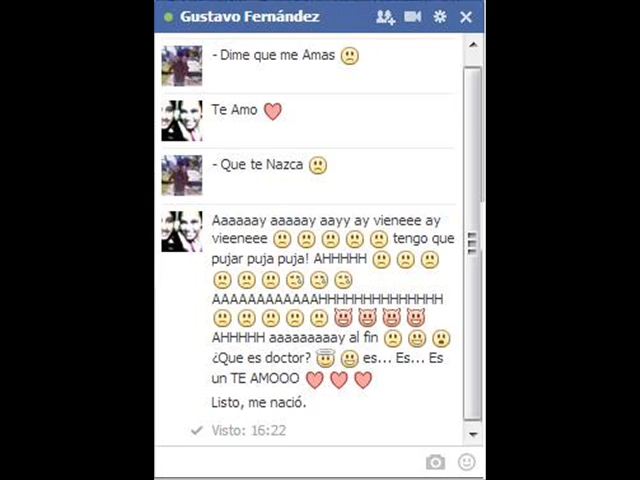 Gustavo Fernández
- Dime que me Amas
Te Amo
- Que te Nazca
Aaaaaay aaaaay aayy ay vieneee ay
vieeneee tengo que
pujar puja puja! AHHHHH
AAAAAAAAAAAAHHHHHHHHHHHHHH
AHHHHH aaaaaaaaay al fin
¿Que es doctor? es... Es... Es
un TE AMOOO
Listo, me nació.
Visto: 16:22